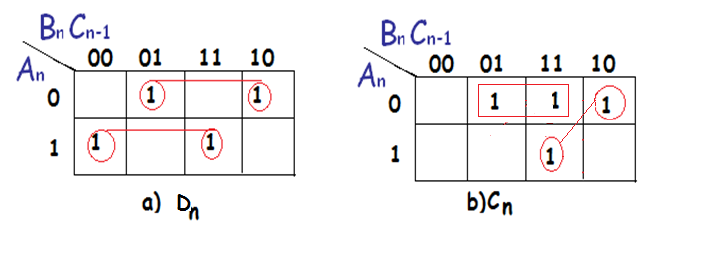 Bn Cn-1
An
00 01 11 10
0 1 1
1 1 1
a) Dn
Bn Cn-1
An
00 01 11 10
0 1 1 1
1 1
b)Cn